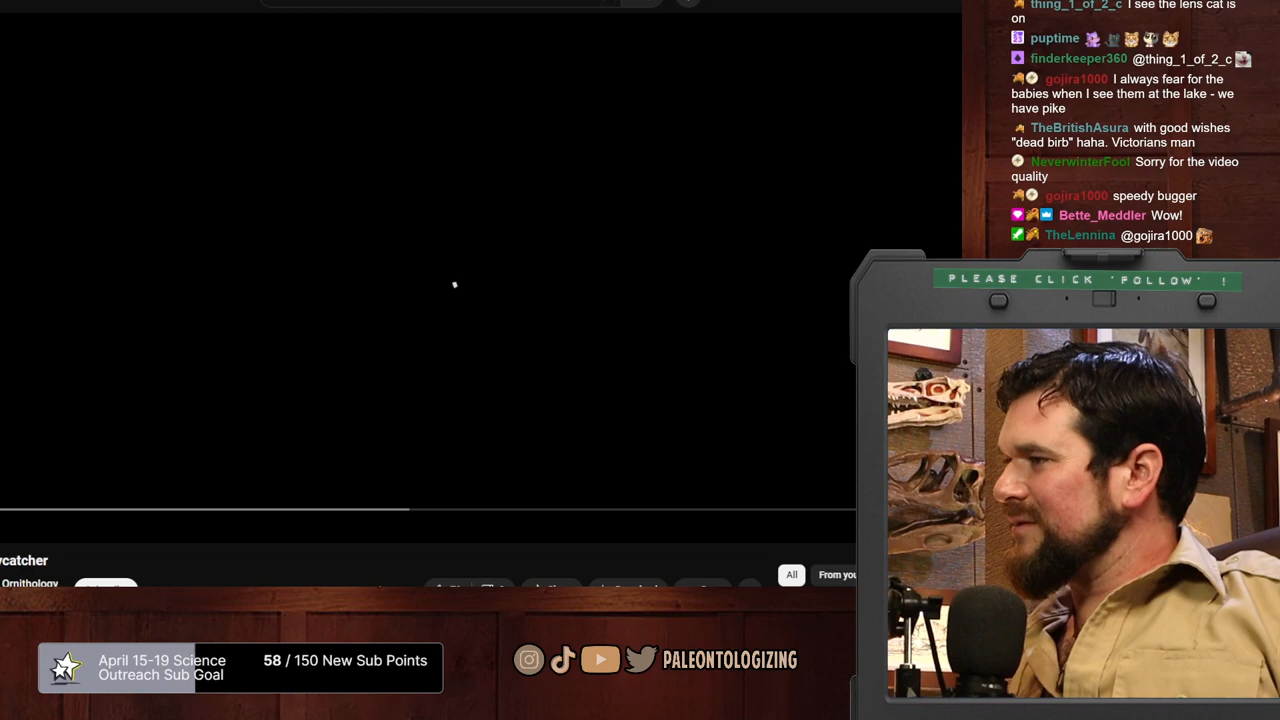 thing_1_of_2_c I see the lens cat is
on
puptime
finderkeeper360 @thing_1_of_2_c
gojira1000 I always fear for the
babies when I see them at the lake - we
have pike
TheBritishAsura with good wishes
"dead birb" haha. Victorians man
NeverwinterFool Sorry for the video
quality
gojira1000 speedy bugger
Bette_Meddler Wow!
TheLennina @gojira1000
PLEASE CLICK 'FOLLOW' !
ycatcher
Ornithology
All
From you
April 15-19 Science
Outreach Sub Goal
58 / 150 New Sub Points
PALEONTOLOGIZING